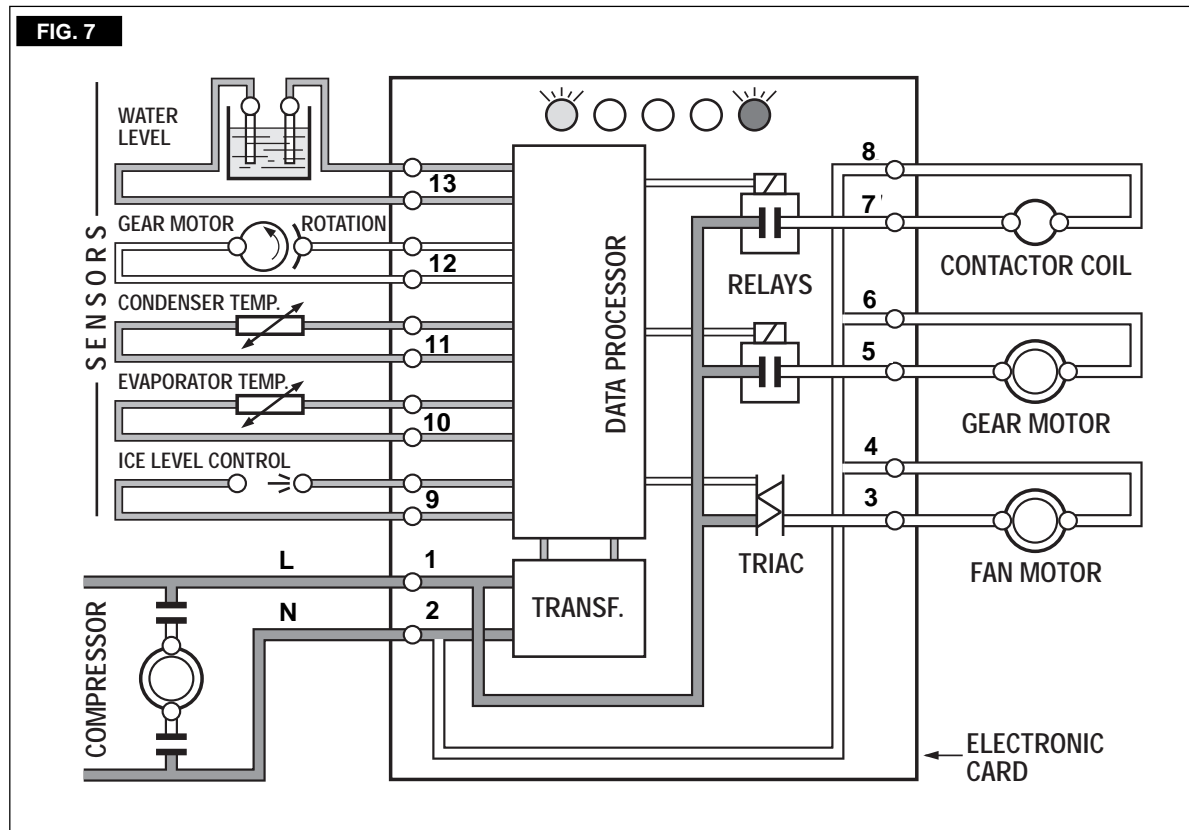 FIG. 7
SENSORS
WATER
LEVEL
13
GEAR MOTOR ROTATION
12
CONDENSER TEMP.
11
EVAPORATOR TEMP.
10
ICE LEVEL CONTROL
9
L
1
N
2
COMPRESSOR
DATA PROCESSOR
TRANSF.
RELAYS
TRIAC
8
7
CONTACTOR COIL
6
5
GEAR MOTOR
4
3
FAN MOTOR
ELECTRONIC
CARD